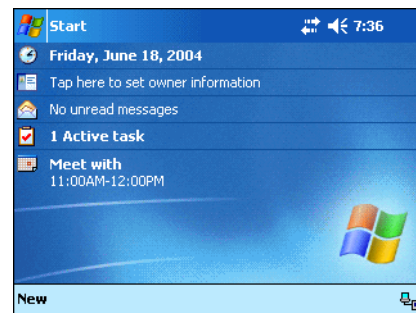 Start 7:36
Friday, June 18, 2004
Tap here to set owner information
No unread messages
1 Active task
Meet with
11:00AM-12:00PM
New